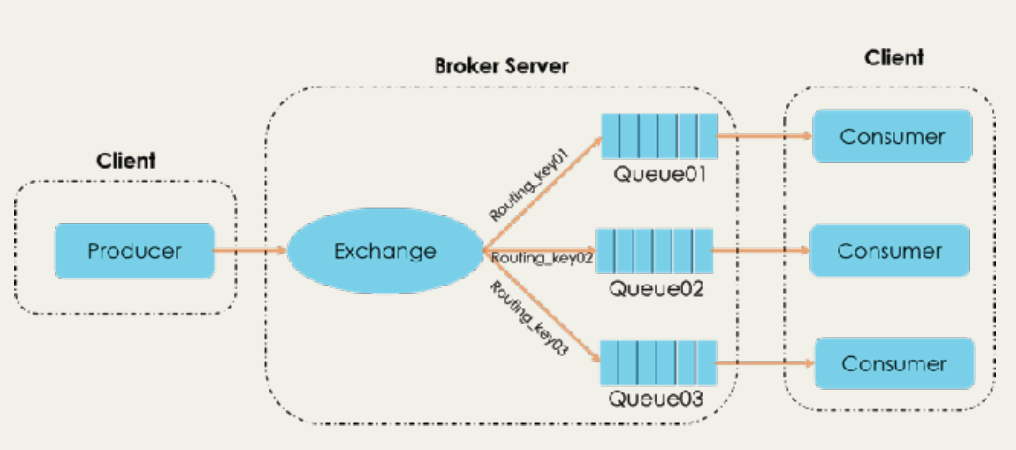 Client
Broker Server
Client
Producer
Exchange
Routing_key01
Routing_key02
Routing_key03
Queue01
Queue02
Queue03
Consumer
Consumer
Consumer